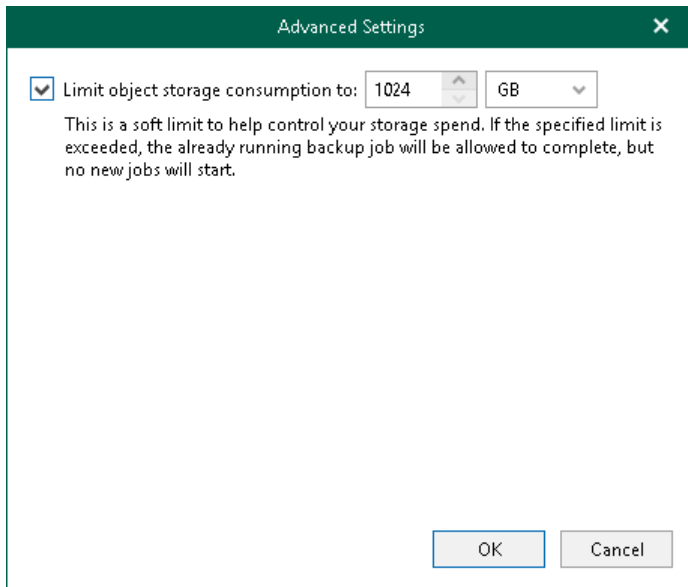 Advanced Settings
Limit object storage consumption to: 1024 GB
This is a soft limit to help control your storage spend. If the specified limit is
exceeded, the already running backup job will be allowed to complete, but
no new jobs will start.
OK Cancel